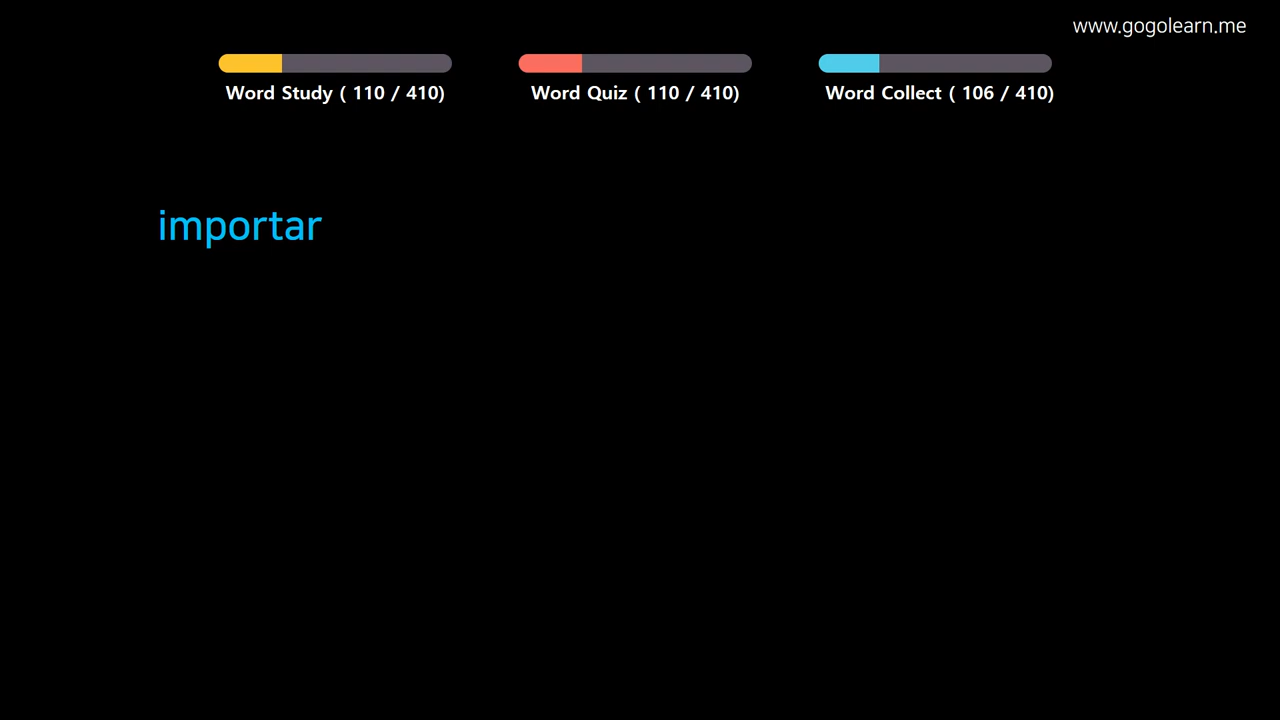 www.gogolearn.me
Word Study ( 110 / 410)
Word Quiz ( 110 / 410)
Word Collect ( 106 / 410)
importar